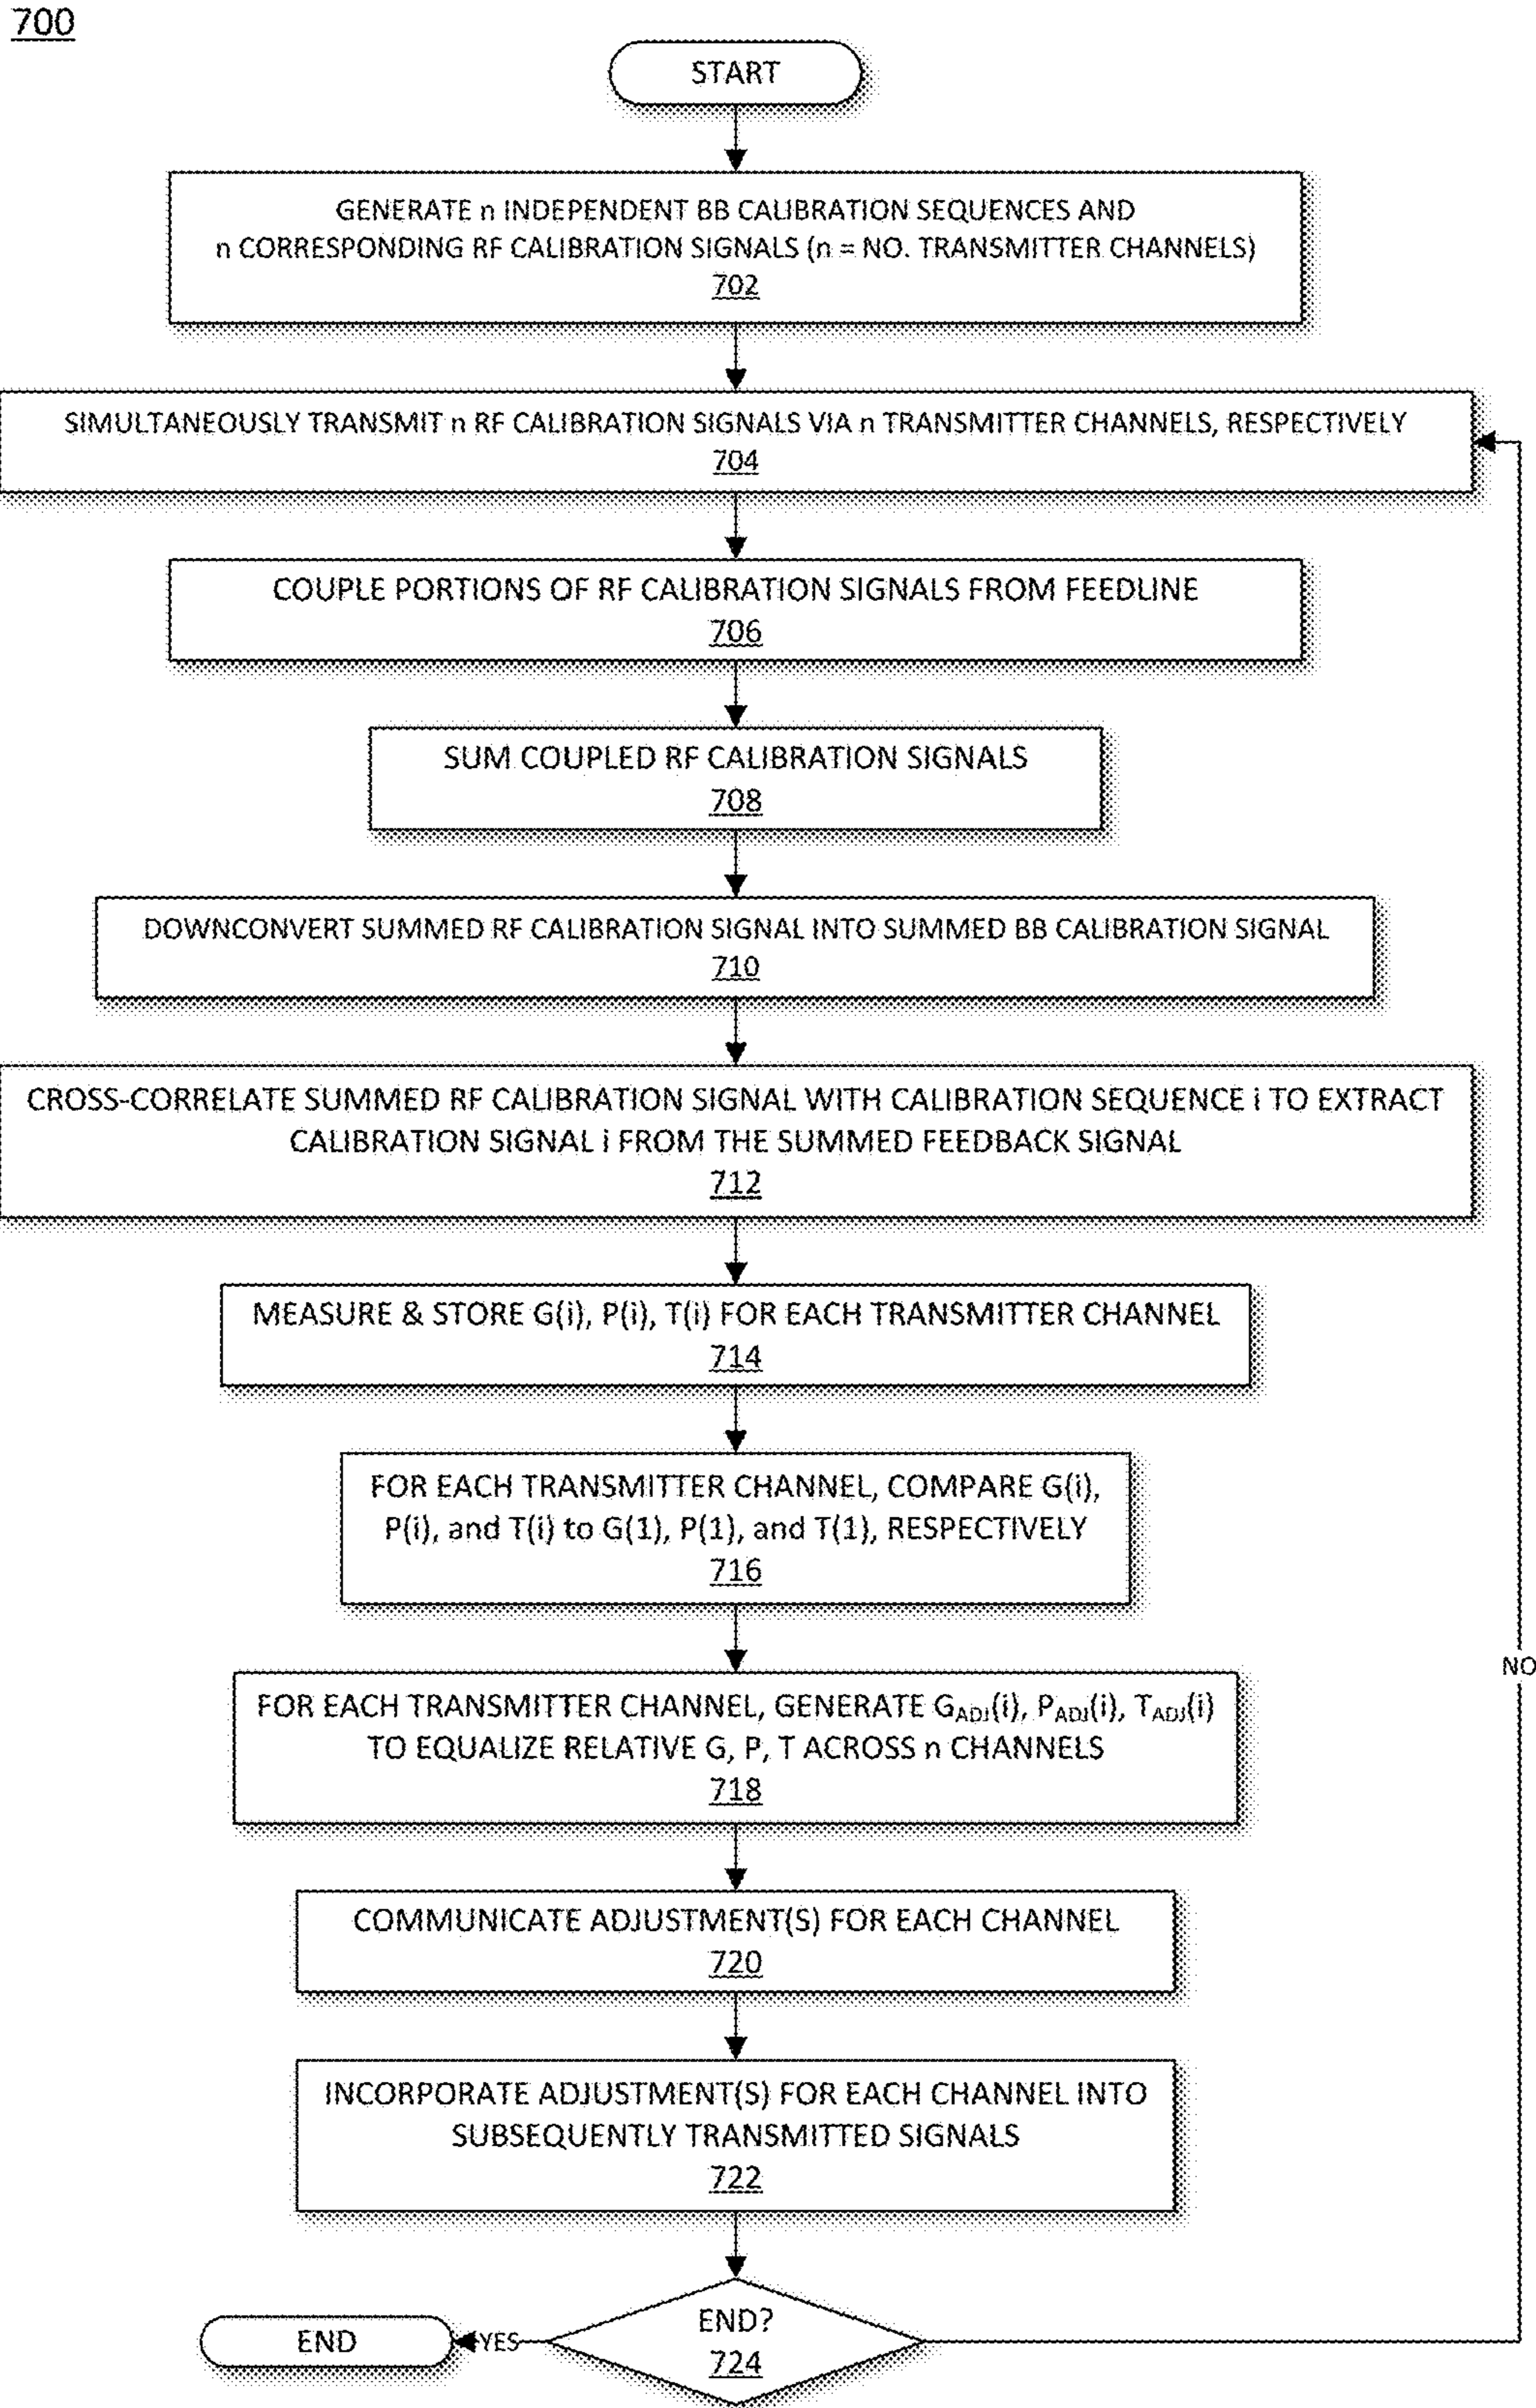 700
START
GENERATE n INDEPENDENT BB CALIBRATION SEQUENCES AND
n CORRESPONDING RF CALIBRATION SIGNALS (n = NO. TRANSMITTER CHANNELS)
702
SIMULTANEOUSLY TRANSMIT n RF CALIBRATION SIGNALS VIA n TRANSMITTER CHANNELS, RESPECTIVELY
704
COUPLE PORTIONS OF RF CALIBRATION SIGNALS FROM FEEDLINE
706
SUM COUPLED RF CALIBRATION SIGNALS
708
DOWNCONVERT SUMMED RF CALIBRATION SIGNAL INTO SUMMED BB CALIBRATION SIGNAL
710
CROSS-CORRELATE SUMMED RF CALIBRATION SIGNAL WITH CALIBRATION SEQUENCE i TO EXTRACT
CALIBRATION SIGNAL i FROM THE SUMMED FEEDBACK SIGNAL
712
MEASURE & STORE G(i), P(i), T(i) FOR EACH TRANSMITTER CHANNEL
714
FOR EACH TRANSMITTER CHANNEL, COMPARE G(i),
P(i), and T(i) to G(1), P(1), and T(1), RESPECTIVELY
716
FOR EACH TRANSMITTER CHANNEL, GENERATE GADJ(i), PADJ(i), TADJ(i)
TO EQUALIZE RELATIVE G, P, T ACROSS n CHANNELS
718
COMMUNICATE ADJUSTMENT(S) FOR EACH CHANNEL
720
INCORPORATE ADJUSTMENT(S) FOR EACH CHANNEL INTO
SUBSEQUENTLY TRANSMITTED SIGNALS
722
END?
724
YES
END
NO